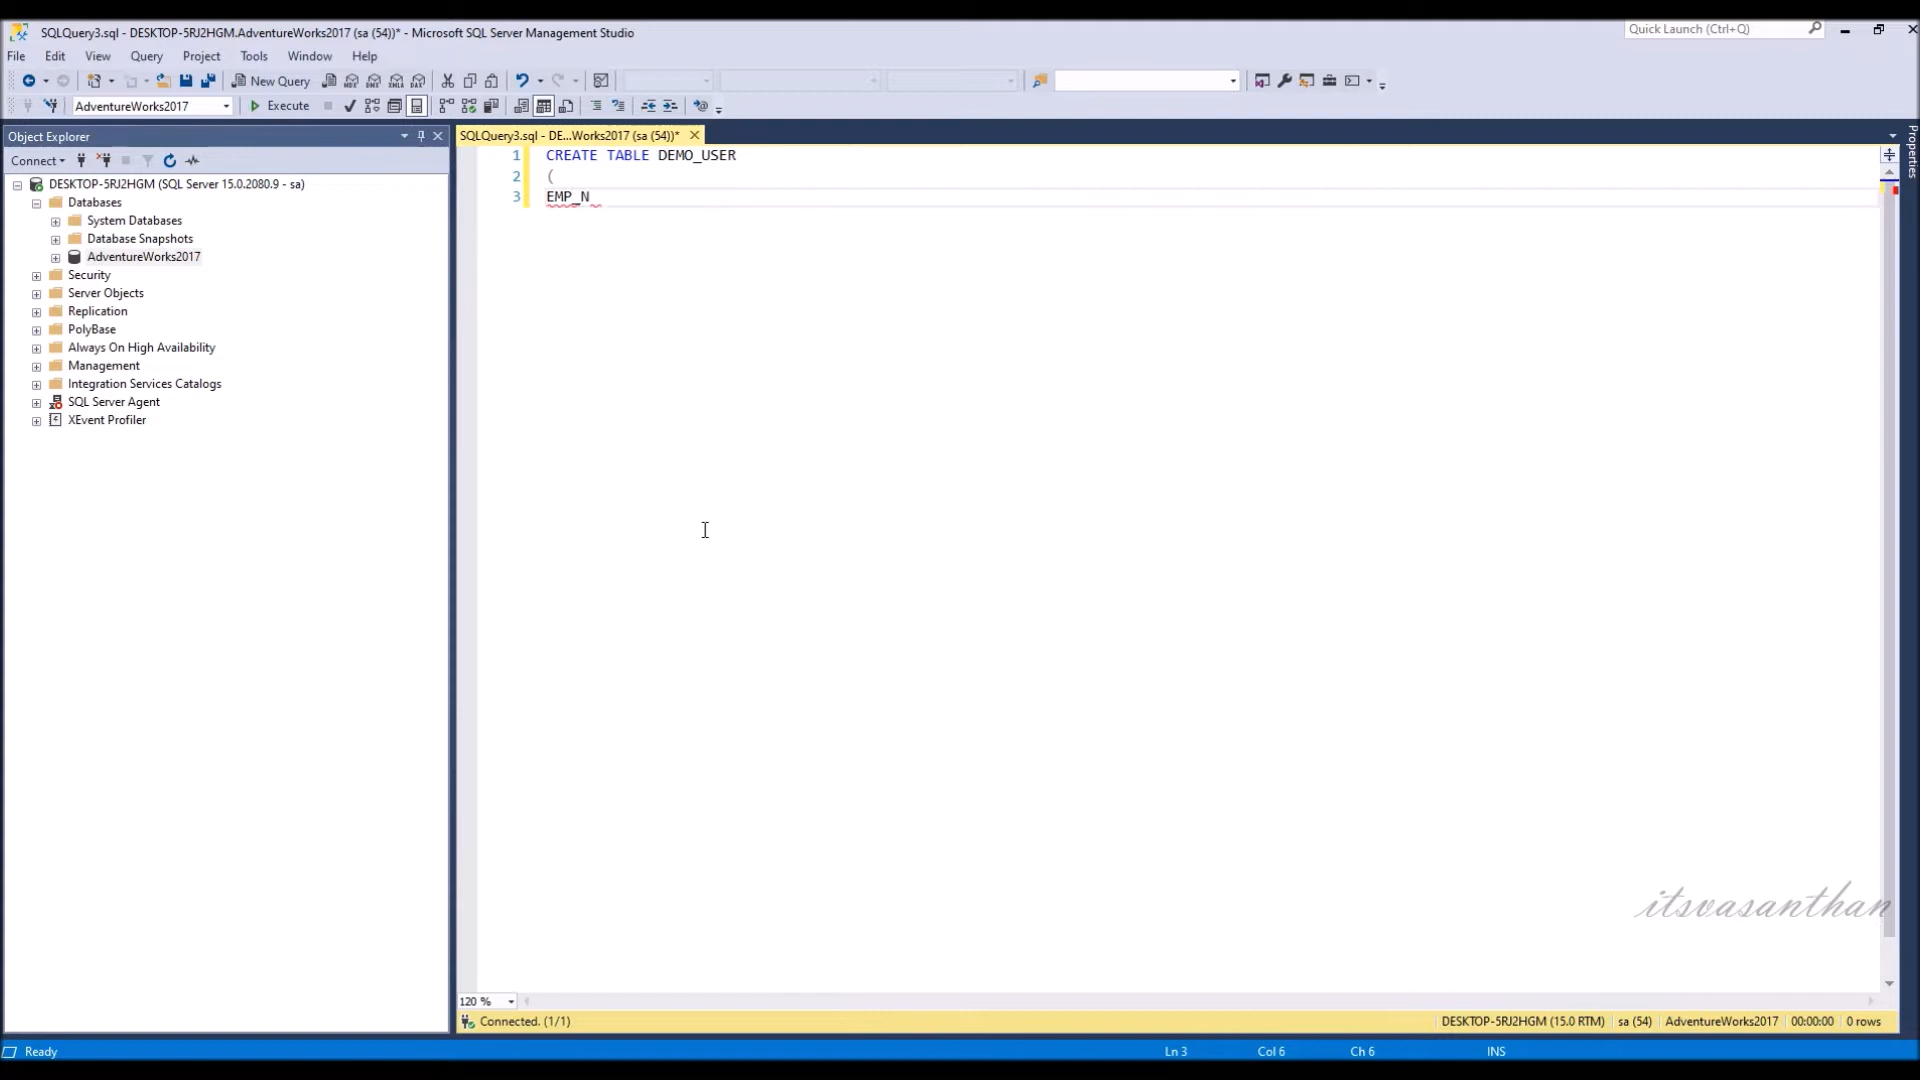 SQLQuery3.sql - DESKTOP-5RJ2HGM.AdventureWorks2017 (sa (54))* - Microsoft SQL Server Management Studio
Quick Launch (Ctrl+Q)
File Edit View Query Project Tools Window Help
New Query
AdventureWorks2017 Execute
Object Explorer
Connect
DESKTOP-5RJ2HGM (SQL Server 15.0.2080.9 - sa)
Databases
System Databases
Database Snapshots
AdventureWorks2017
Security
Server Objects
Replication
PolyBase
Always On High Availability
Management
Integration Services Catalogs
SQL Server Agent
XEvent Profiler
SQLQuery3.sql - DE...Works2017 (sa (54))*
1 CREATE TABLE DEMO_USER
2 (
3 EMP_N
Properties
itsvasanthan
120 %
Connected. (1/1) DESKTOP-5RJ2HGM (15.0 RTM) sa (54) AdventureWorks2017 00:00:00 0 rows
Ready Ln 3 Col 6 Ch 6 INS